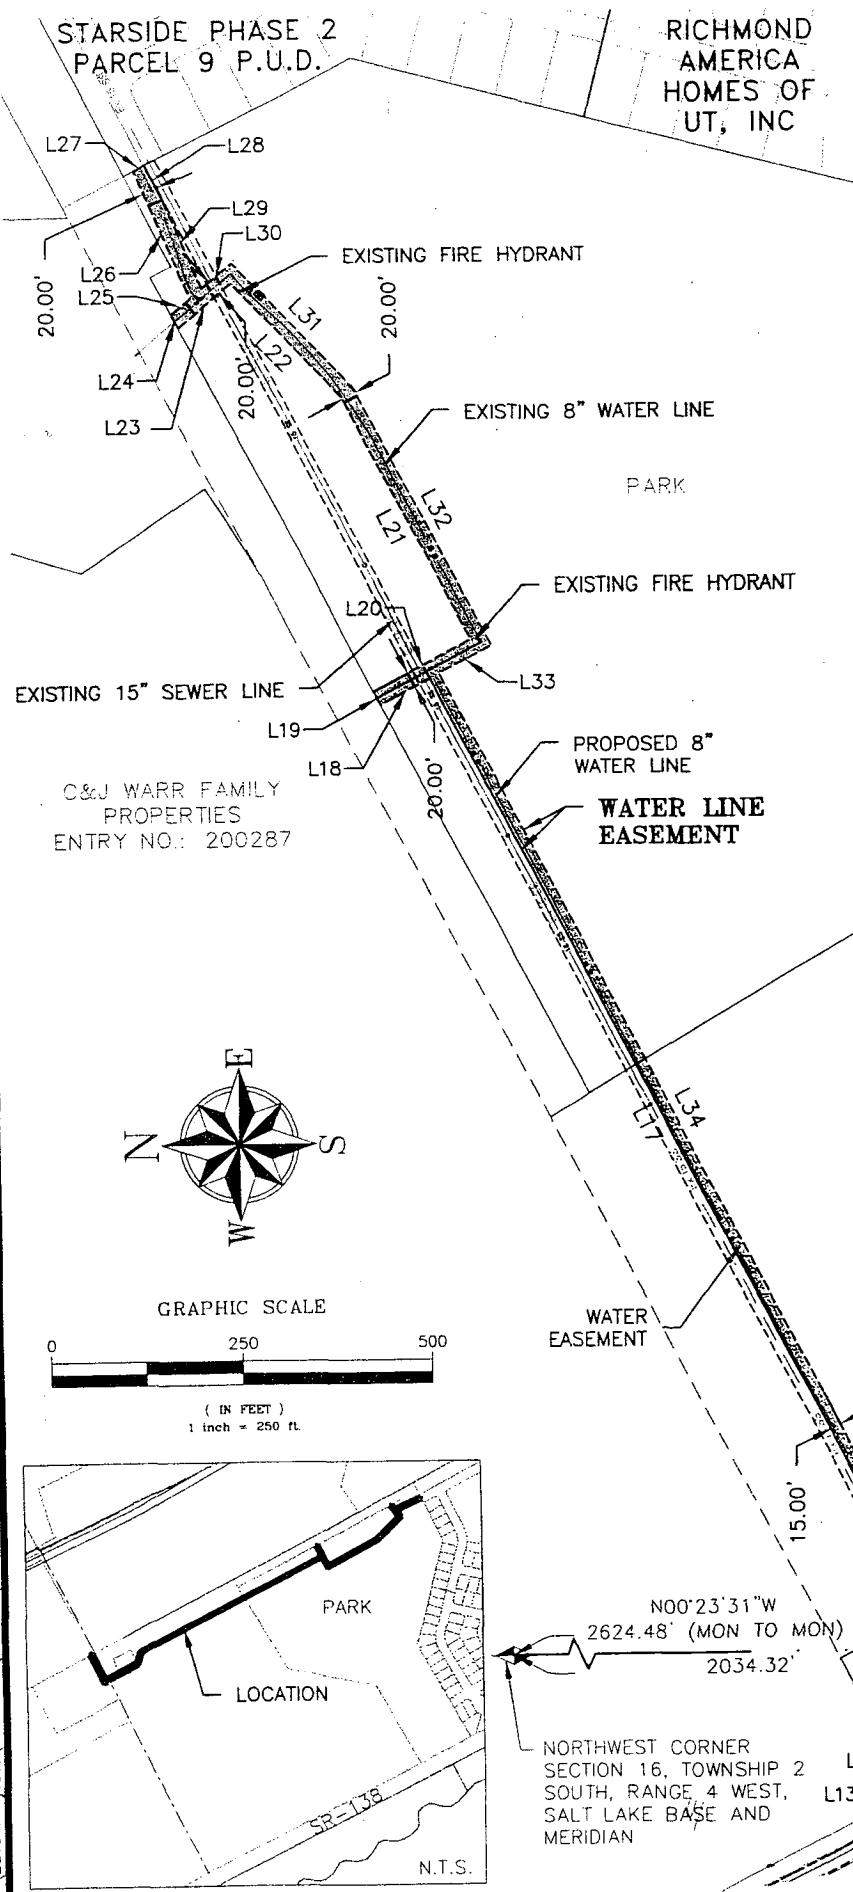 STARSIDE PHASE 2
PARCEL 9 P.U.D.
RICHMOND
AMERICA
HOMES OF
UT, INC
L27
L28
L29
L30
20.00'
L26
L25
EXISTING FIRE HYDRANT
L31
20.00'
L22
20.00'
L24
L23
EXISTING 8" WATER LINE
PARK
L32
L21
EXISTING FIRE HYDRANT
L20
EXISTING 15" SEWER LINE
L33
L19
L18
20.00'
PROPOSED 8"
WATER LINE
C&J WARR FAMILY
PROPERTIES
ENTRY NO.: 200287
WATER LINE
EASEMENT
E
N
S
W
L34
L17
GRAPHIC SCALE
0 250 500
( IN FEET )
1 inch = 250 ft.
WATER
EASEMENT
15.00'
PARK
LOCATION
SR-138
N.T.S.
N00°23'31"W
2624.48' (MON TO MON)
2034.32'
NORTHWEST CORNER
SECTION 16, TOWNSHIP 2
SOUTH, RANGE 4 WEST,
SALT LAKE BASE AND
MERIDIAN
L13